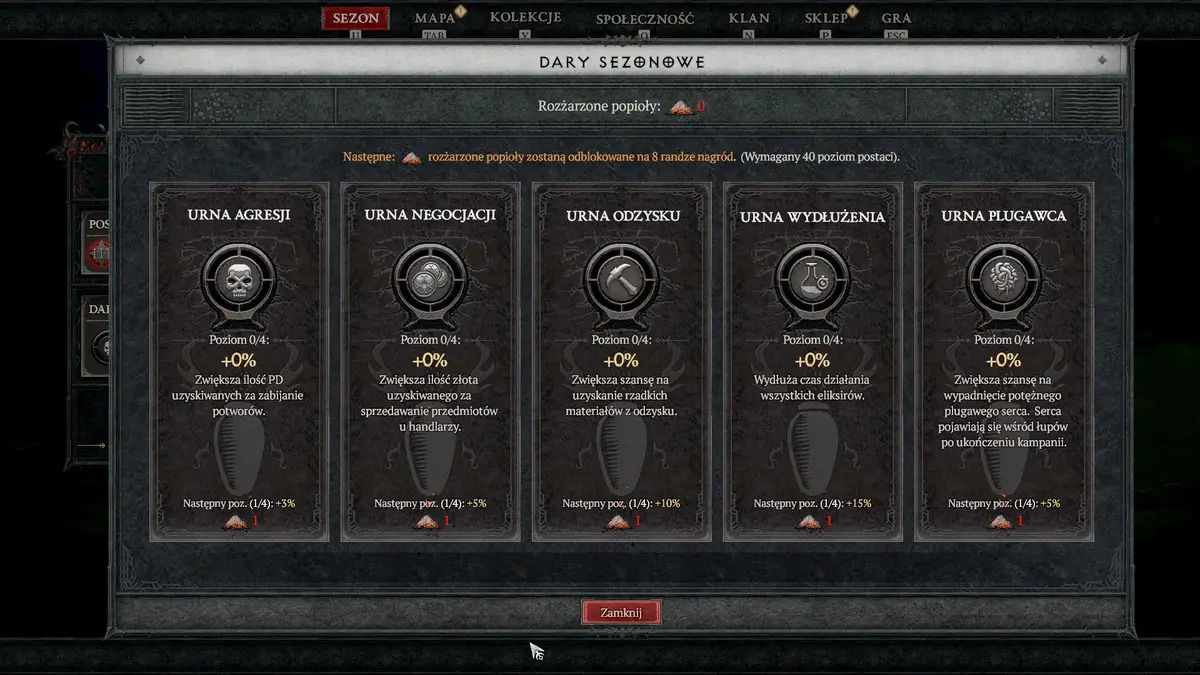 SEZON MAPA KOLEKCJE SPOŁECZNOŚĆ KLAN SKLEP GRA
U TAB Y O N P ESC
DARY SEZONOWE
Rozżarzone popioły: 0
Następne: rozżarzone popioły zostaną odblokowane na 8 randze nagród. (Wymagany 40 poziom postaci).
POS
DAI
URNA AGRESJI
Poziom 0/4:
+0%
Zwiększa ilość PD
uzyskiwanych za zabijanie
potworów.
Następny poz. (1/4): +3%
1
URNA NEGOCJACJI
Poziom 0/4:
+0%
Zwiększa ilość złota
uzyskiwanego za
sprzedawanie przedmiotów
u handlarzy.
Następny poz. (1/4): +5%
1
URNA ODZYSKU
Poziom 0/4:
+0%
Zwiększa szansę na
uzyskanie rzadkich
materiałów z odzysku.
Następny poz. (1/4): +10%
1
URNA WYDŁUŻENIA
Poziom 0/4:
+0%
Wydłuża czas działania
wszystkich eliksirów.
Następny poz. (1/4): +15%
1
URNA PLUGAWCA
Poziom 0/4:
+0%
Zwiększa szansę na
wypadnięcie potężnego
plugawego serca. Serca
pojawiają się wśród łupów
po ukończeniu kampanii.
Następny poz. (1/4): +5%
1
Zamknij